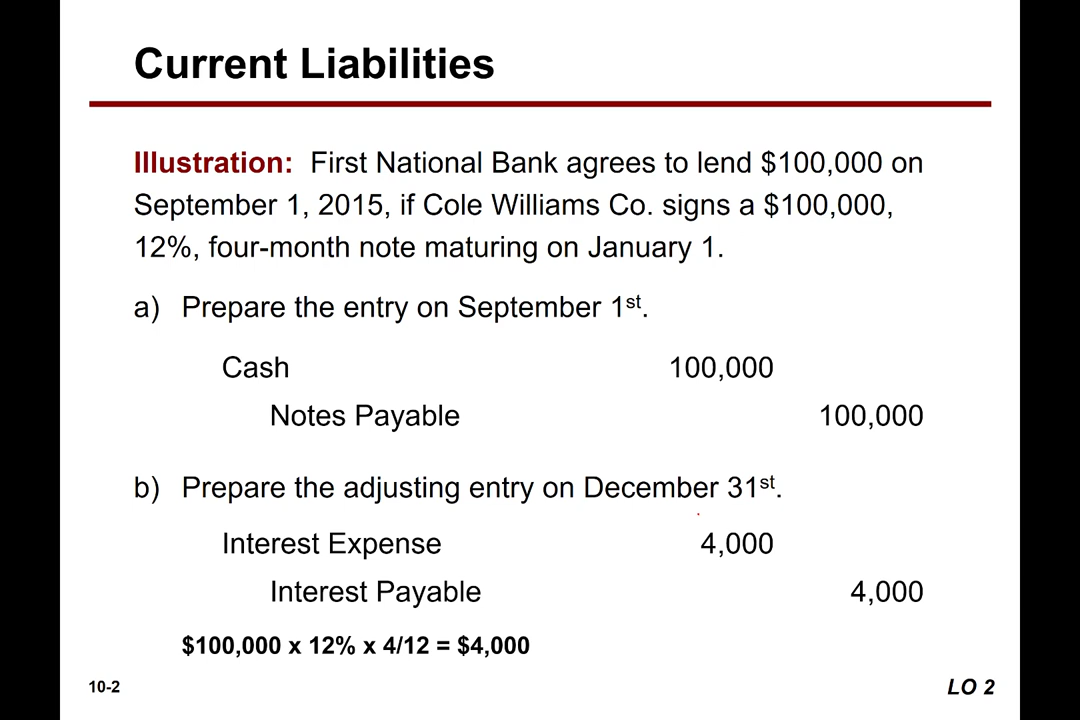 Current Liabilities
Illustration: First National Bank agrees to lend $100,000 on
September 1, 2015, if Cole Williams Co. signs a $100,000,
12%, four-month note maturing on January 1.
a) Prepare the entry on September 1st.
Cash 100,000
Notes Payable 100,000
b) Prepare the adjusting entry on December 31st.
Interest Expense 4,000
Interest Payable 4,000
$100,000 x 12% x 4/12 = $4,000
10-2 LO 2